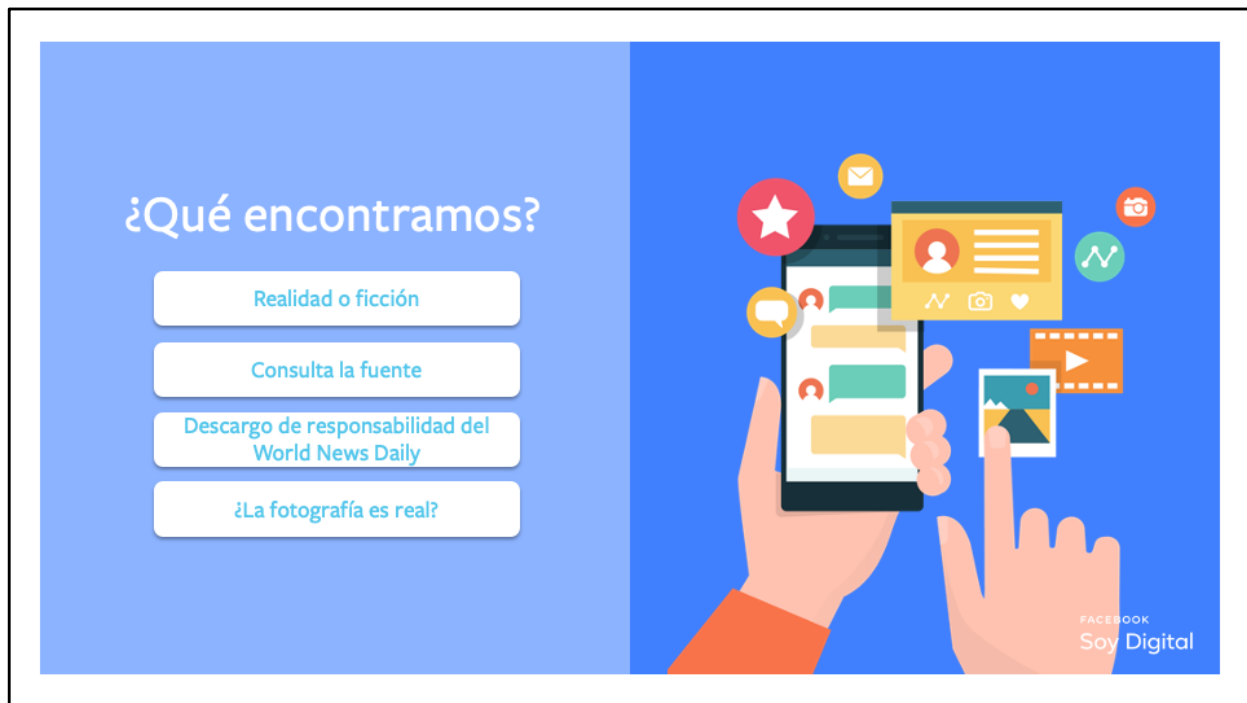 ¿Qué encontramos?
Realidad o ficción
Consulta la fuente
Descargo de responsabilidad del
World News Daily
¿La fotografía es real?
FACEBOOK
Soy Digital